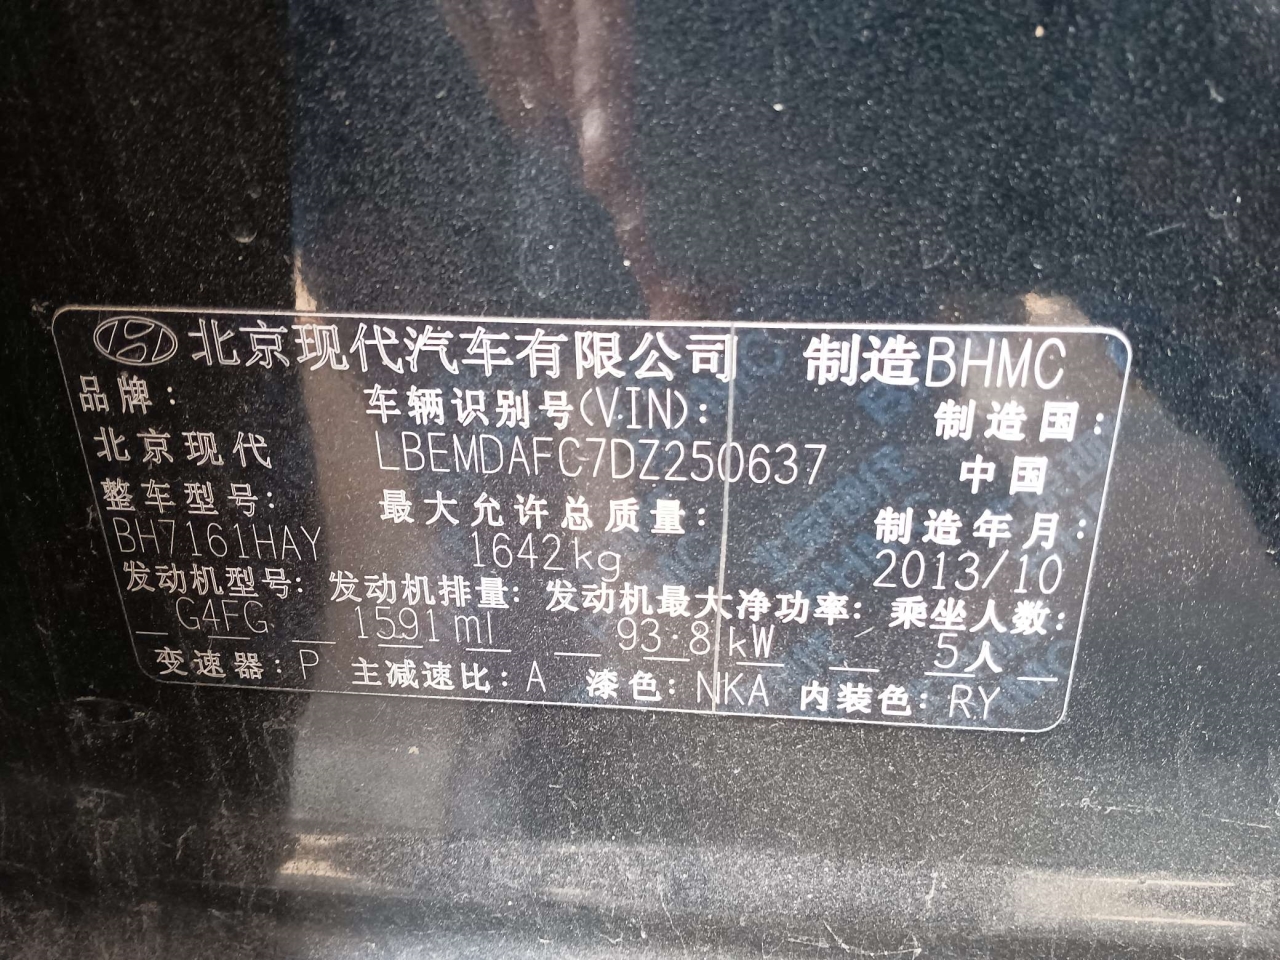 北京现代汽车有限公司 制造BHMC
品牌: 车辆识别号(VIN): 制造国:
北京现代 LBEMDAFC7DZ250637 中国
整车型号: 最大允许总质量: 制造年月:
BH7161HAY 1642kg 2013/10
发动机型号: 发动机排量: 发动机最大净功率: 乘坐人数:
G4FG 1591ml 93.8kW 5人
变速器: P 主减速比: A 漆色: NKA 内装色: RY